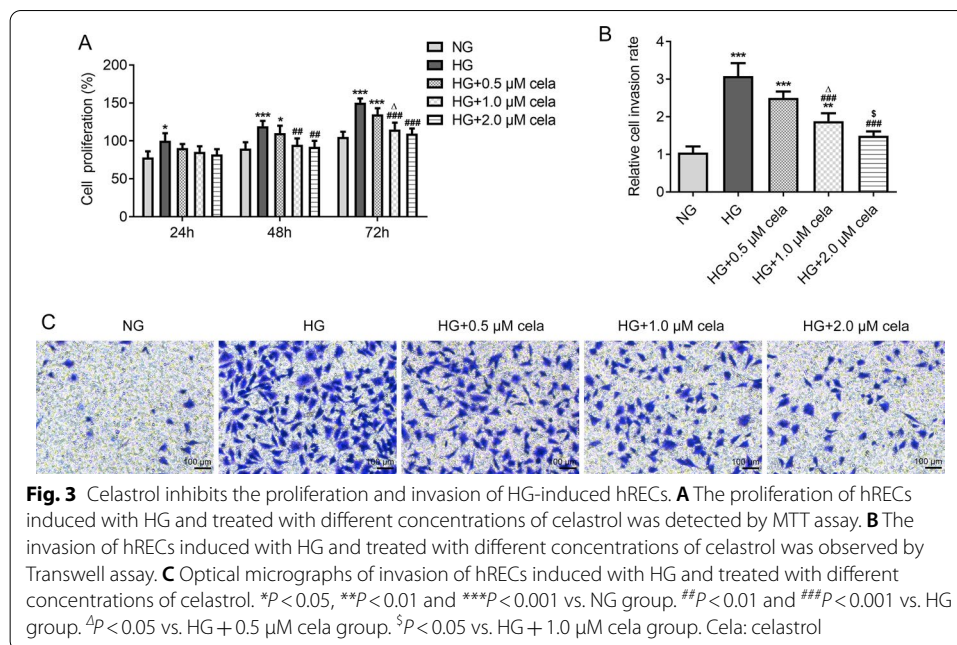 A
NG
HG
HG+0.5 µM cela
HG+1.0 µM cela
HG+2.0 µM cela
Cell proliferation (%)
200
150
100
50
0
* *** * ## ## *** *** Δ ### ###
24h 48h 72h
B
Relative cell invasion rate
4
3
2
1
0
*** *** Δ ### ** $ ###
NG HG HG+0.5 µM cela HG+1.0 µM cela HG+2.0 µM cela
C NG HG HG+0.5 µM cela HG+1.0 µM cela HG+2.0 µM cela
100 µm 100 µm 100 µm 100 µm 100 µm
Fig. 3 Celastrol inhibits the proliferation and invasion of HG-induced hRECs. A The proliferation of hRECs
induced with HG and treated with different concentrations of celastrol was detected by MTT assay. B The
invasion of hRECs induced with HG and treated with different concentrations of celastrol was observed by
Transwell assay. C Optical micrographs of invasion of hRECs induced with HG and treated with different
concentrations of celastrol. *P < 0.05, **P < 0.01 and ***P < 0.001 vs. NG group. ##P < 0.01 and ###P < 0.001 vs. HG
group. ΔP < 0.05 vs. HG + 0.5 µM cela group. $P < 0.05 vs. HG + 1.0 µM cela group. Cela: celastrol